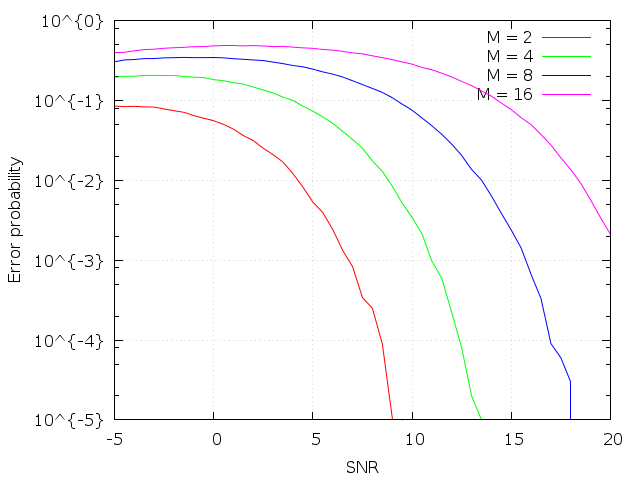 10^{0}
10^{-1}
10^{-2}
10^{-3}
10^{-4}
10^{-5}
-5 0 5 10 15 20
Error probability
SNR
M = 2
M = 4
M = 8
M = 16